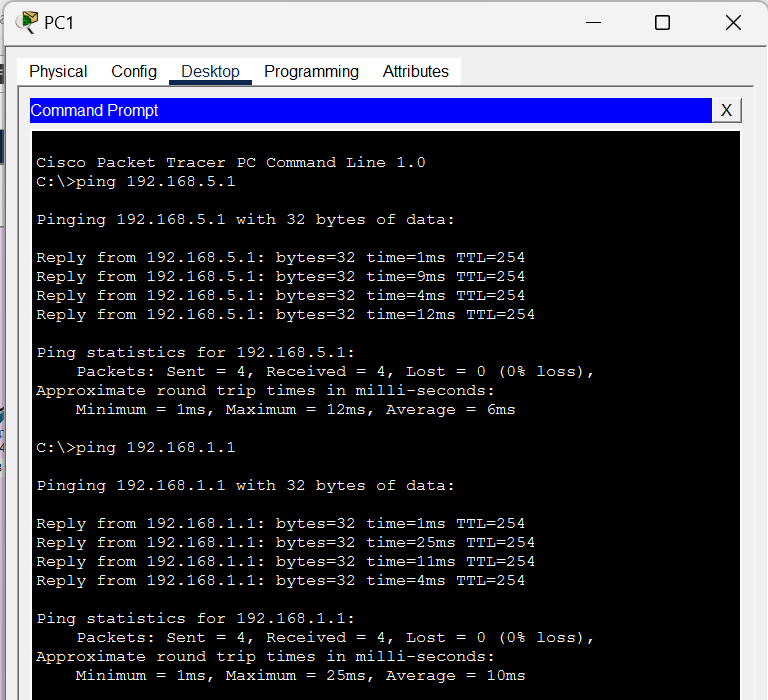 PC1
Physical Config Desktop Programming Attributes
Command Prompt X
Cisco Packet Tracer PC Command Line 1.0
C:\>ping 192.168.5.1
Pinging 192.168.5.1 with 32 bytes of data:
Reply from 192.168.5.1: bytes=32 time=1ms TTL=254
Reply from 192.168.5.1: bytes=32 time=9ms TTL=254
Reply from 192.168.5.1: bytes=32 time=4ms TTL=254
Reply from 192.168.5.1: bytes=32 time=12ms TTL=254
Ping statistics for 192.168.5.1:
Packets: Sent = 4, Received = 4, Lost = 0 (0% loss),
Approximate round trip times in milli-seconds:
Minimum = 1ms, Maximum = 12ms, Average = 6ms
C:\>ping 192.168.1.1
Pinging 192.168.1.1 with 32 bytes of data:
Reply from 192.168.1.1: bytes=32 time=1ms TTL=254
Reply from 192.168.1.1: bytes=32 time=25ms TTL=254
Reply from 192.168.1.1: bytes=32 time=11ms TTL=254
Reply from 192.168.1.1: bytes=32 time=4ms TTL=254
Ping statistics for 192.168.1.1:
Packets: Sent = 4, Received = 4, Lost = 0 (0% loss),
Approximate round trip times in milli-seconds:
Minimum = 1ms, Maximum = 25ms, Average = 10ms